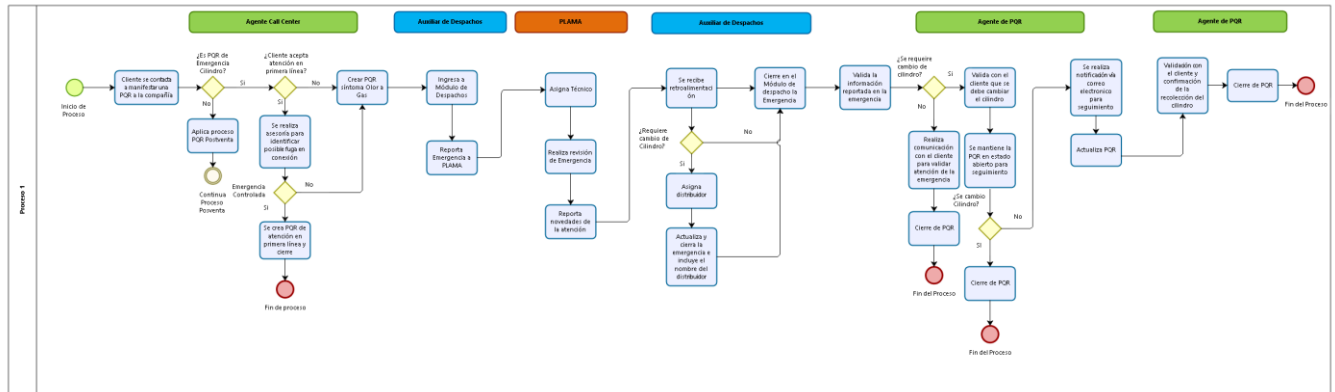 Agente Call Center
Auxiliar de Despachos
PLAMA
Auxiliar de Despachos
Agente de PQR
Agente de PQR
Proceso 1
Inicio de
Proceso
Cliente se contacta
a manifestar una
PQR a la compañía
¿Es PQR de
Emergencia
Cilindro?
Si
No
Aplica proceso
PQR Postventa
Continua
Proceso
Posventa
¿Cliente acepta
atención en
primera línea?
No
Si
Se realiza
asesoría para
identificar
posible fuga en
conexión
Emergencia
Controlada
No
Si
Se crea PQR de
atención en
primera línea y
cierre
Fin de proceso
Crear PQR
síntoma Olor a
Gas
Ingresa a
Módulo de
Despachos
Reporta
Emergencia a
PLAMA
Asigna Técnico
Realiza revisión
de Emergencia
Reporta
novedades de
la atención
Se recibe
retroalimentaci
ón
¿Requiere
cambio de
Cilindro?
No
Si
Asigna
distribuidor
Actualiza y
cierra la
emergencia e
incluye el
nombre del
distribuidor
Cierre en el
Módulo de
despacho la
Emergencia
Valida la
información
reportada en la
emergencia
¿Se requiere
cambio de
cilindro?
Si
No
Realiza
comunicación
con el cliente
para validar
atención de la
emergencia
Cierre de PQR
Fin del Proceso
Valida con el
cliente que se
debe cambiar el
cilindro
Se mantiene la
PQR en estado
abierto para
seguimiento
¿Se cambio
Cilindro?
No
Si
Cierre de PQR
Fin del Proceso
Se realiza
notificación vía
correo
electronico
para
seguimiento
Actualiza PQR
Validación con
el cliente y
confirmación
de la
recolección del
cilindro
Cierre de PQR
Fin del Proceso